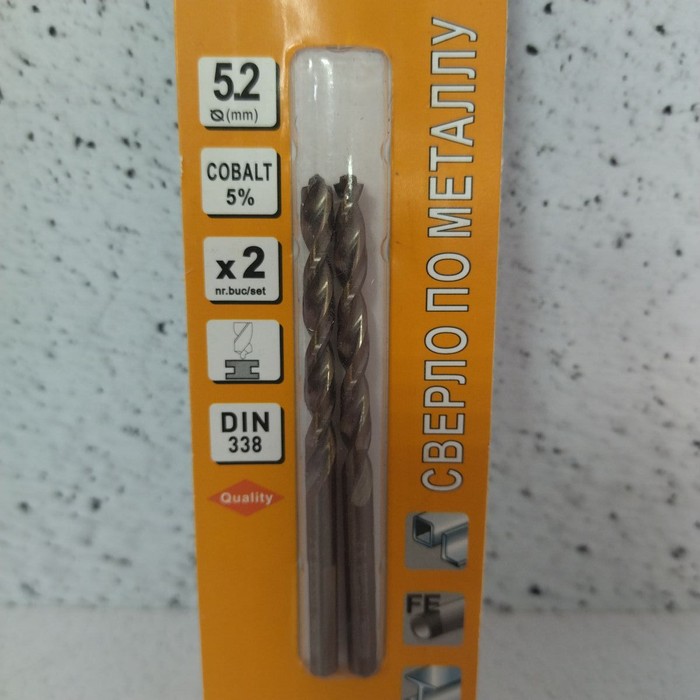 5.2
Ø(mm)
COBALT
5%
x2
nr.buc/set
DIN
338
Quality
СВЕРЛО ПО МЕТАЛЛУ
FE